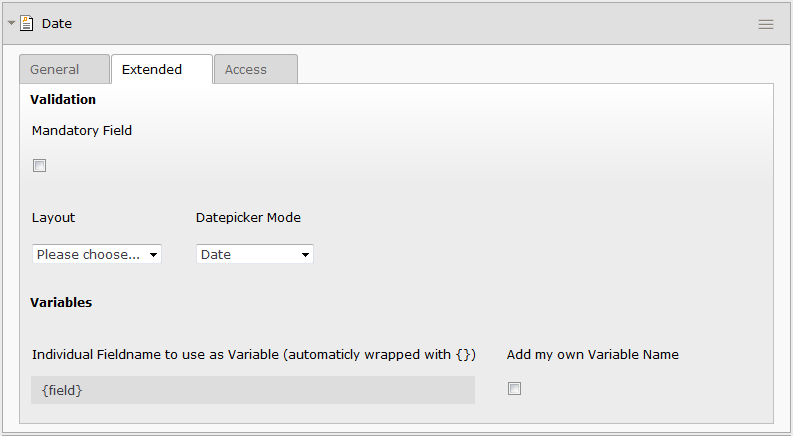 Date
General Extended Access
Validation
Mandatory Field
Layout Datepicker Mode
Please choose... Date
Variables
Individual Fieldname to use as Variable (automaticly wrapped with {}) Add my own Variable Name
{field}